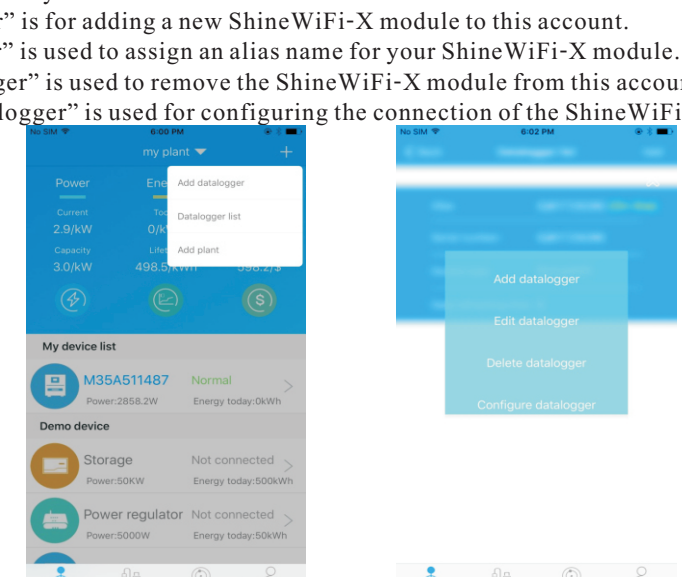 r” is for adding a new ShineWiFi-X module to this account.
r” is used to assign an alias name for your ShineWiFi-X module.
ger” is used to remove the ShineWiFi-X module from this accou
logger” is used for configuring the connection of the ShineWiFi
No SIM 6:00 PM
my plant
Power Ene
Add datalogger
Datalogger list
Add plant
Current
2.9/kW 0/k
Capacity
3.0/kW 498.5/kWh 598.2/$
My device list
M35A511487 Normal
Power:2858.2W Energy today:0kWh
Demo device
Storage Not connected
Power:50KW Energy today:500kWh
Power regulator Not connected
Power:5000W Energy today:50kWh
No SIM 6:02 PM
Add datalogger
Edit datalogger
Delete datalogger
Configure datalogger